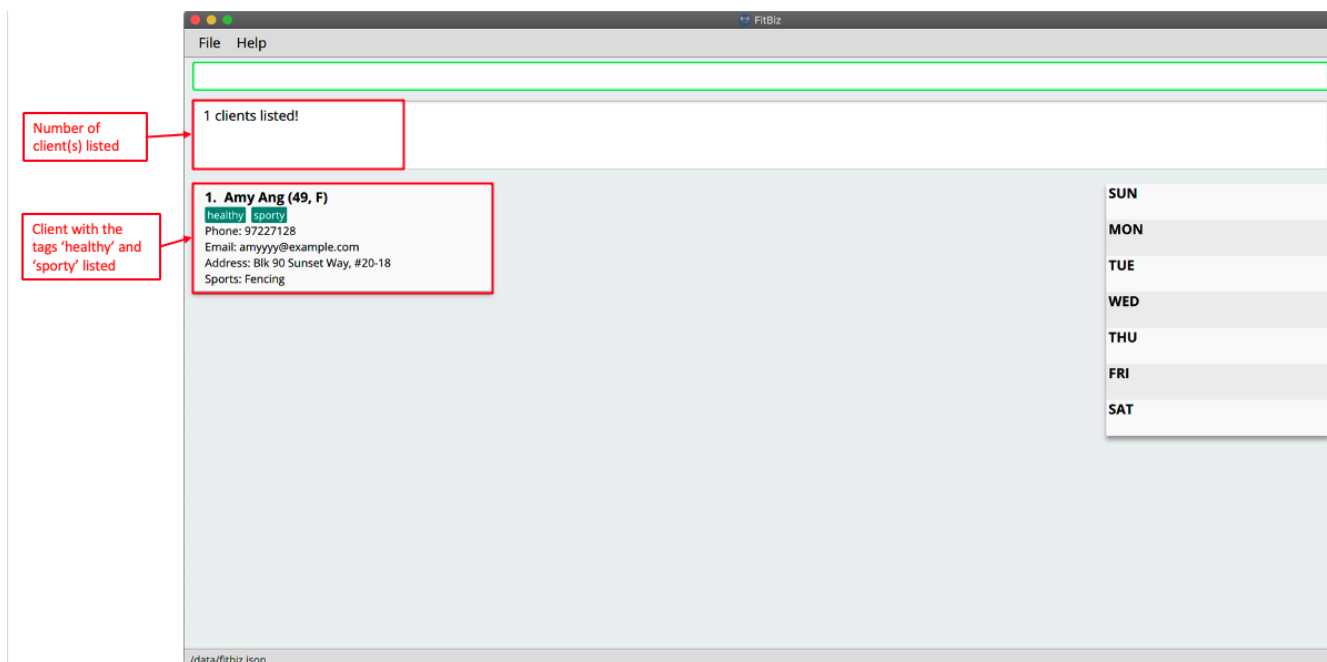 FitBiz
File Help
1 clients listed!
Number of
client(s) listed
1. Amy Ang (49, F)
healthy sporty
Phone: 97227128
Email: amyyyy@example.com
Address: Blk 90 Sunset Way, #20-18
Sports: Fencing
Client with the
tags ‘healthy’ and
‘sporty’ listed
SUN
MON
TUE
WED
THU
FRI
SAT
/data/fitbiz.json